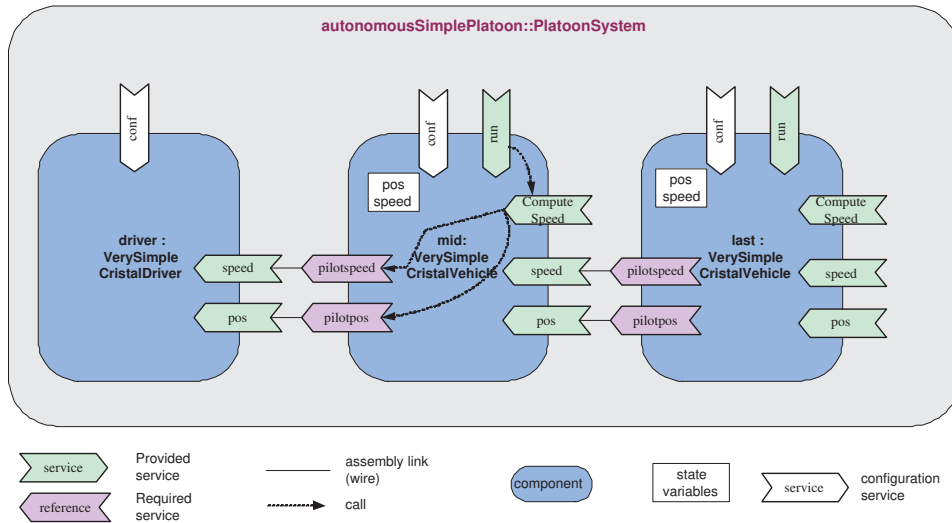 autonomousSimplePlatoon::PlatoonSystem
conf
conf
run
conf
run
pos
speed
pos
speed
Compute
Speed
Compute
Speed
driver :
VerySimple
CristalDriver
mid:
VerySimple
CristalVehicle
last :
VerySimple
CristalVehicle
speed
pilotspeed
speed
pilotspeed
speed
pos
pilotpos
pos
pilotpos
pos
service
Provided
service
reference
Required
service
assembly link
(wire)
call
component
state
variables
service
configuration
service